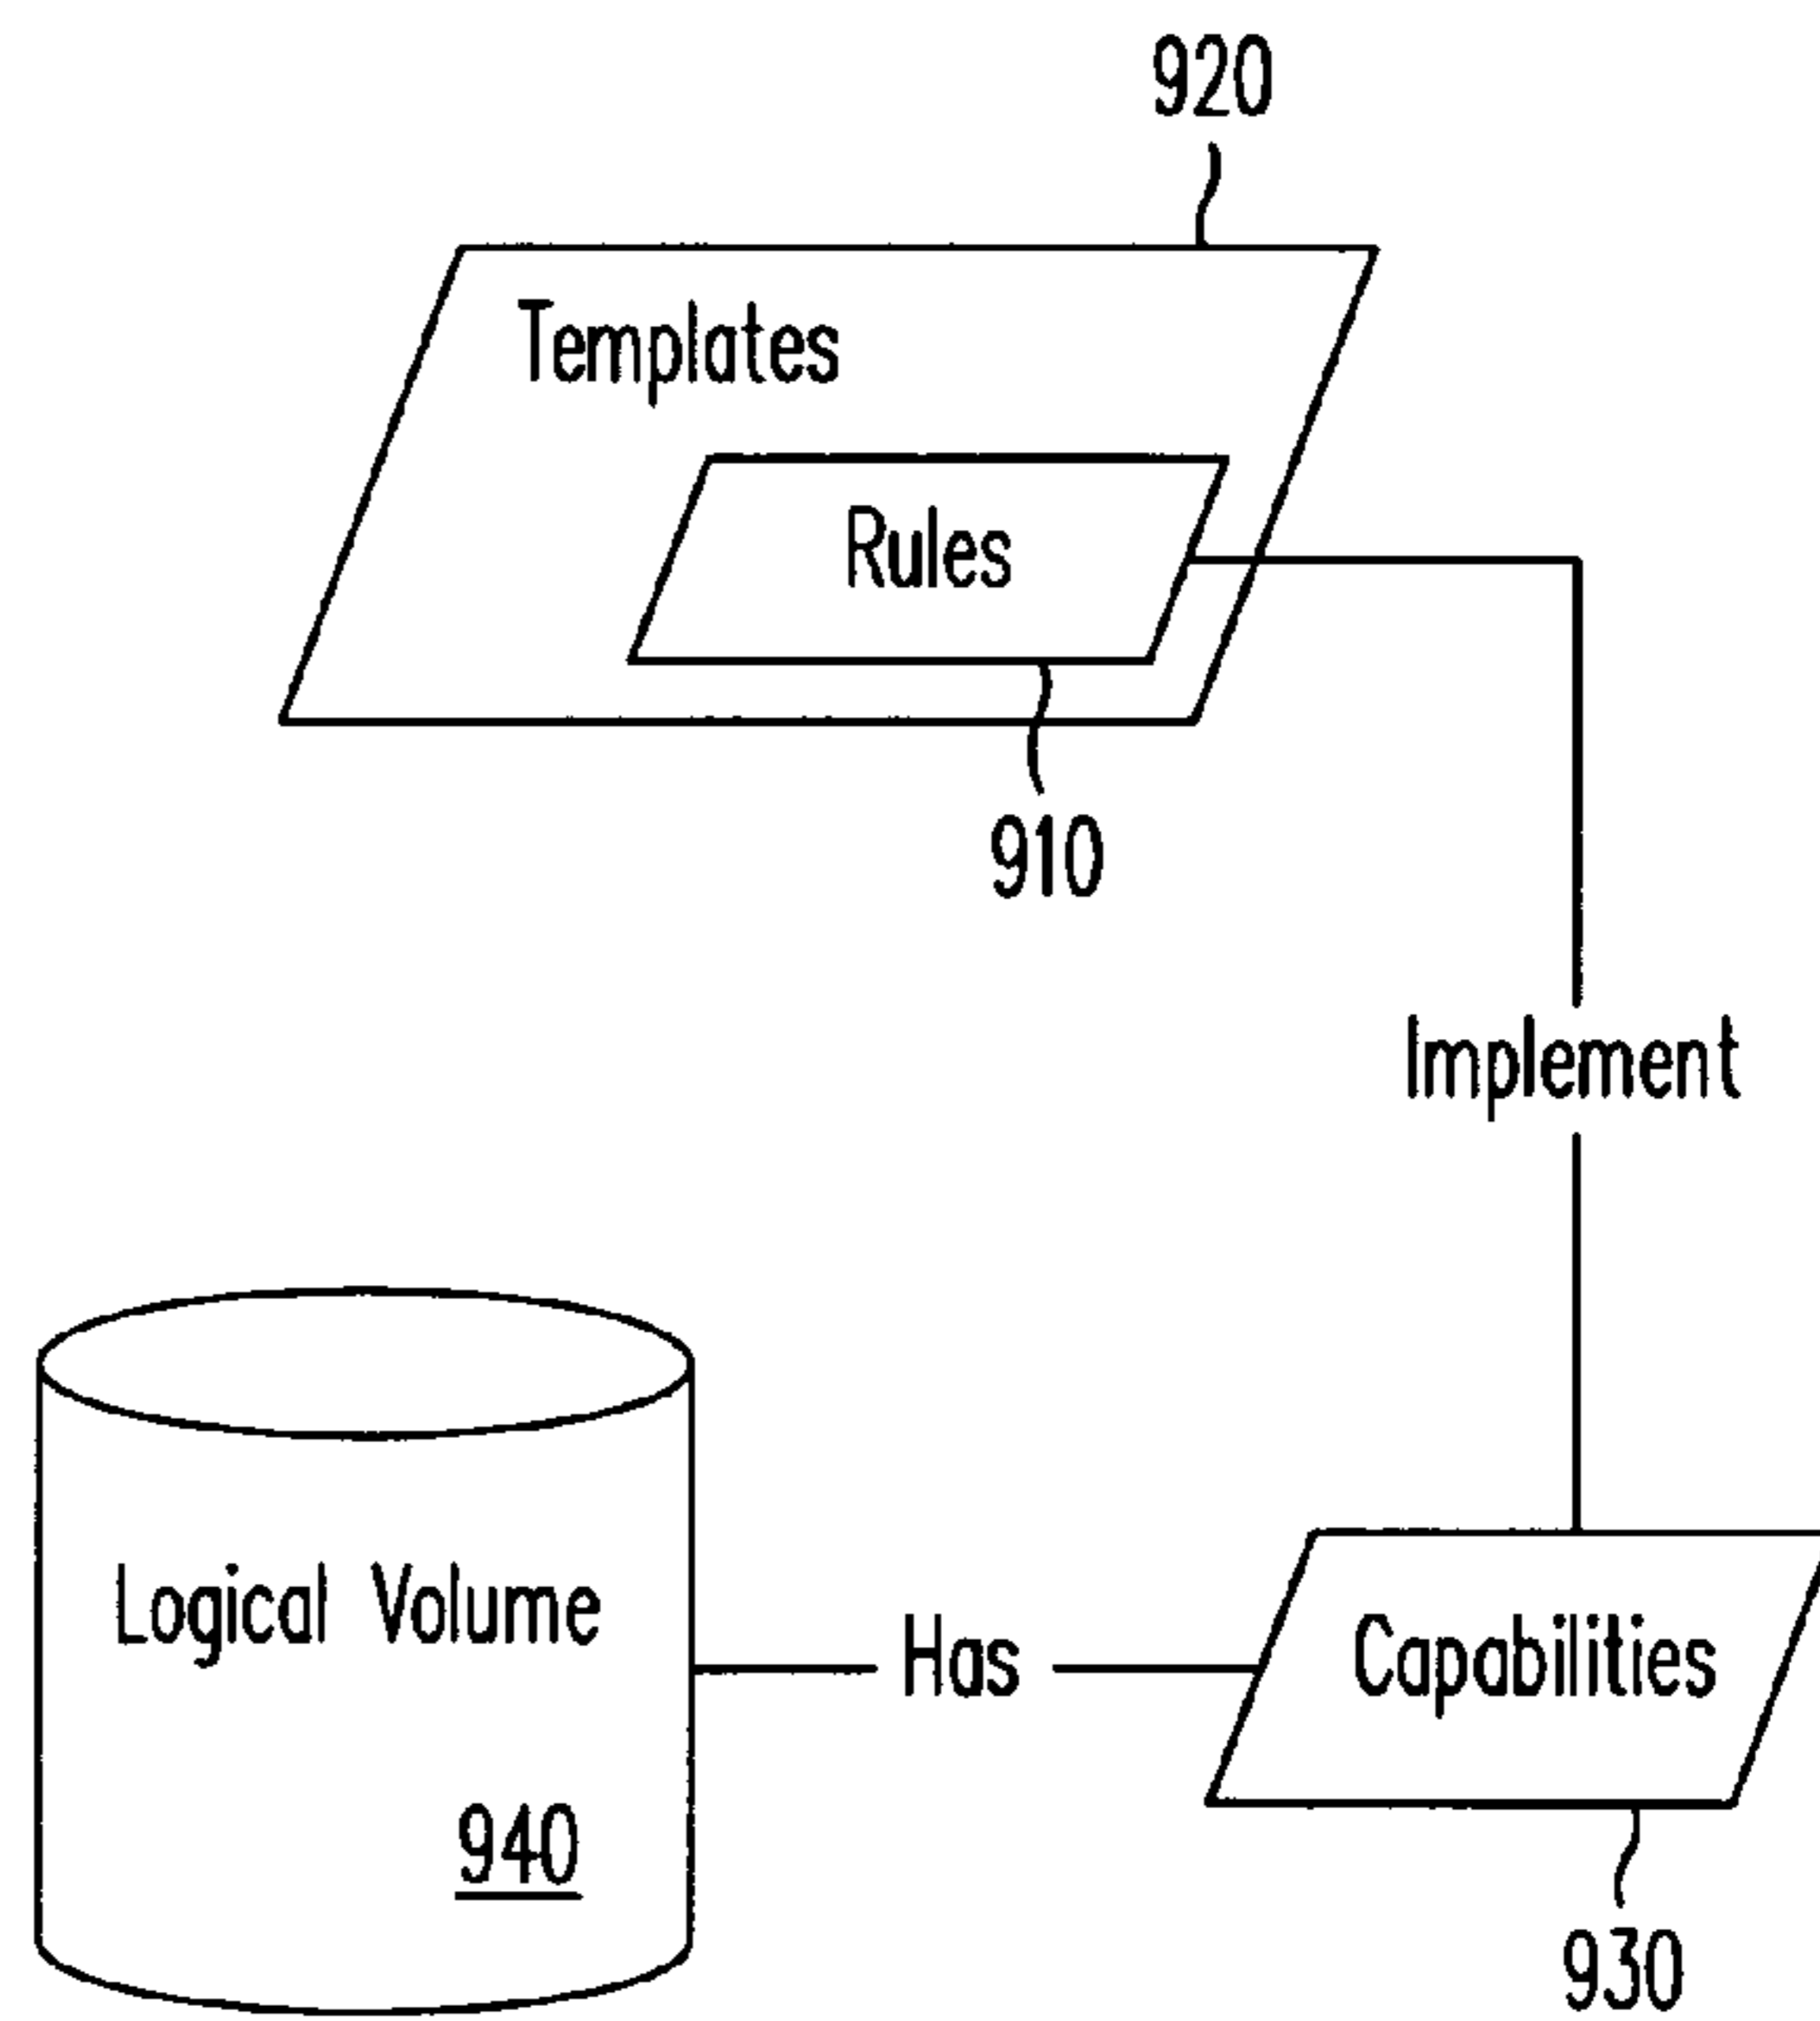 920
Templates
Rules
910
Implement
Logical Volume
Has
Capabilities
940
930